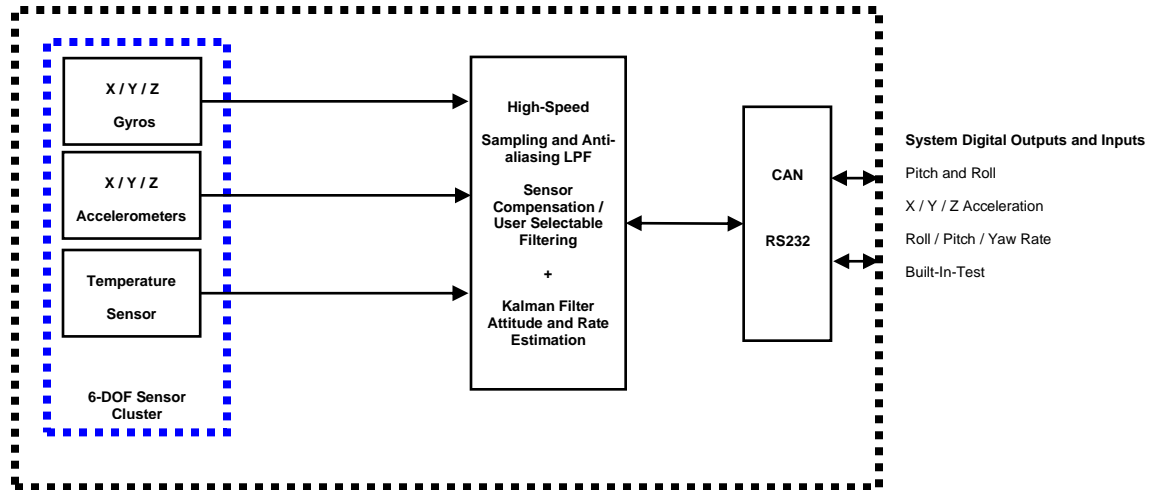 X / Y / Z
Gyros
X / Y / Z
Accelerometers
Temperature
Sensor
6-DOF Sensor
Cluster
High-Speed
Sampling and Anti-
aliasing LPF
Sensor
Compensation /
User Selectable
Filtering
+
Kalman Filter
Attitude and Rate
Estimation
CAN
RS232
System Digital Outputs and Inputs
Pitch and Roll
X / Y / Z Acceleration
Roll / Pitch / Yaw Rate
Built-In-Test